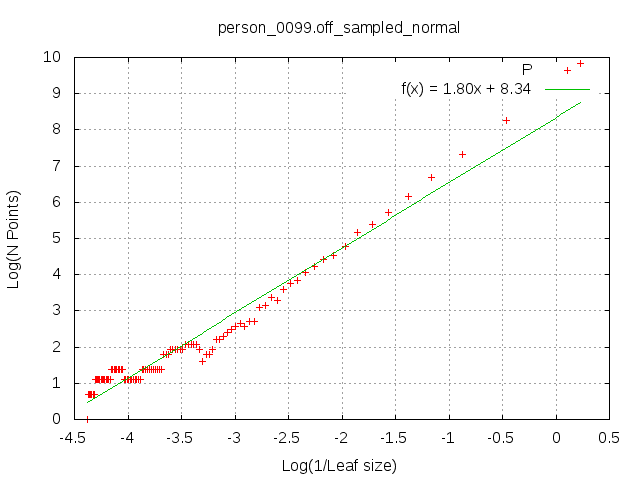 person_0099.off_sampled_normal
10
9
8
7
6
5
4
3
2
1
0
Log(N Points)
P
f(x) = 1.80x + 8.34
-4.5 -4 -3.5 -3 -2.5 -2 -1.5 -1 -0.5 0 0.5
Log(1/Leaf size)